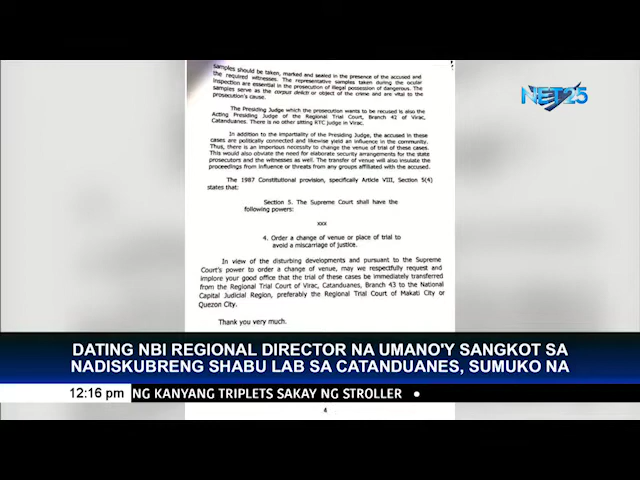 samples should be taken, marked and sealed in the presence of the accused and
the required witnesses. The representative samples taken during the ocular
inspection are essential in the prosecution of illegal possession of dangerous. The
samples serve as the corpus delicti or object of the crime and are vital to the
prosecution's cause.
The Presiding Judge which the prosecution wants to be recused is also the
Acting Presiding Judge of the Regional Trial Court, Branch 42 of Virac,
Catanduanes. There is no other sitting RTC judge in Virac.
In addition to the impartiality of the Presiding Judge, the accused in these
cases are politically connected and likewise yield an influence in the community.
Thus, there is an imperious necessity to change the venue of trial of these cases.
This would also obviate the need for elaborate security arrangements for the state
prosecutors and the witnesses as well. The transfer of venue will also insulate the
proceedings from influence or threats from any groups affiliated with the accused.
The 1987 Constitutional provision, specifically Article VIII, Section 5(4)
states that:
Section 5. The Supreme Court shall have the
following powers:
xxx
4. Order a change of venue or place of trial to
avoid a miscarriage of justice.
In view of the disturbing developments and pursuant to the Supreme
Court's power to order a change of venue, may we respectfully request and
implore your good office that the trial of these cases be immediately transferred
from the Regional Trial Court of Virac, Catanduanes, Branch 43 to the National
Capital Judicial Region, preferably the Regional Trial Court of Makati City or
Quezon City.
Thank you very much.
NET25
DATING NBI REGIONAL DIRECTOR NA UMANO'Y SANGKOT SA
NADISKUBRENG SHABU LAB SA CATANDUANES, SUMUKO NA
12:16 pm NG KANYANG TRIPLETS SAKAY NG STROLLER •
4